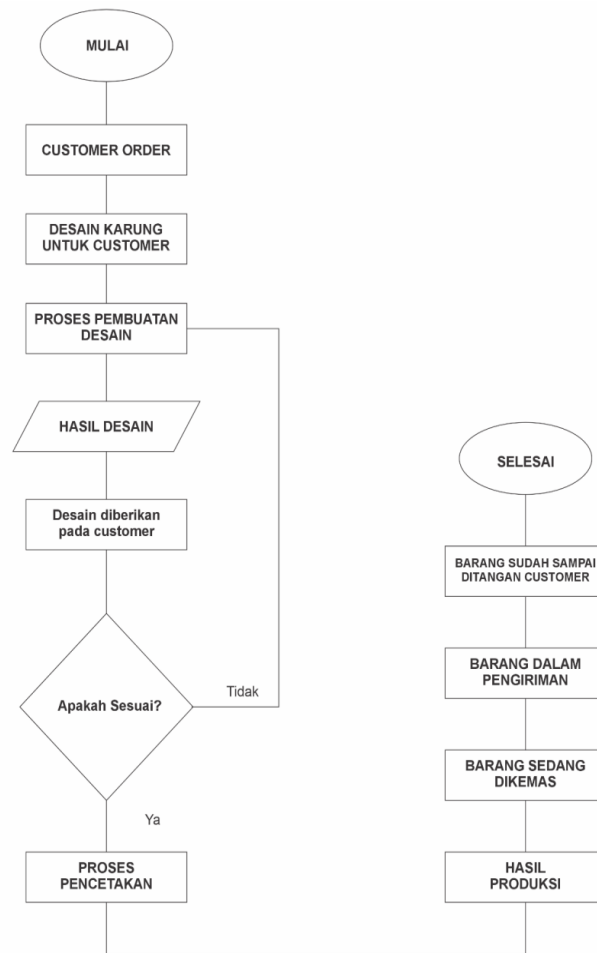 MULAI
CUSTOMER ORDER
DESAIN KARUNG
UNTUK CUSTOMER
PROSES PEMBUATAN
DESAIN
HASIL DESAIN
Desain diberikan
pada customer
Apakah Sesuai?
Tidak
Ya
PROSES
PENCETAKAN
SELESAI
BARANG SUDAH SAMPAI
DITANGAN CUSTOMER
BARANG DALAM
PENGIRIMAN
BARANG SEDANG
DIKEMAS
HASIL
PRODUKSI